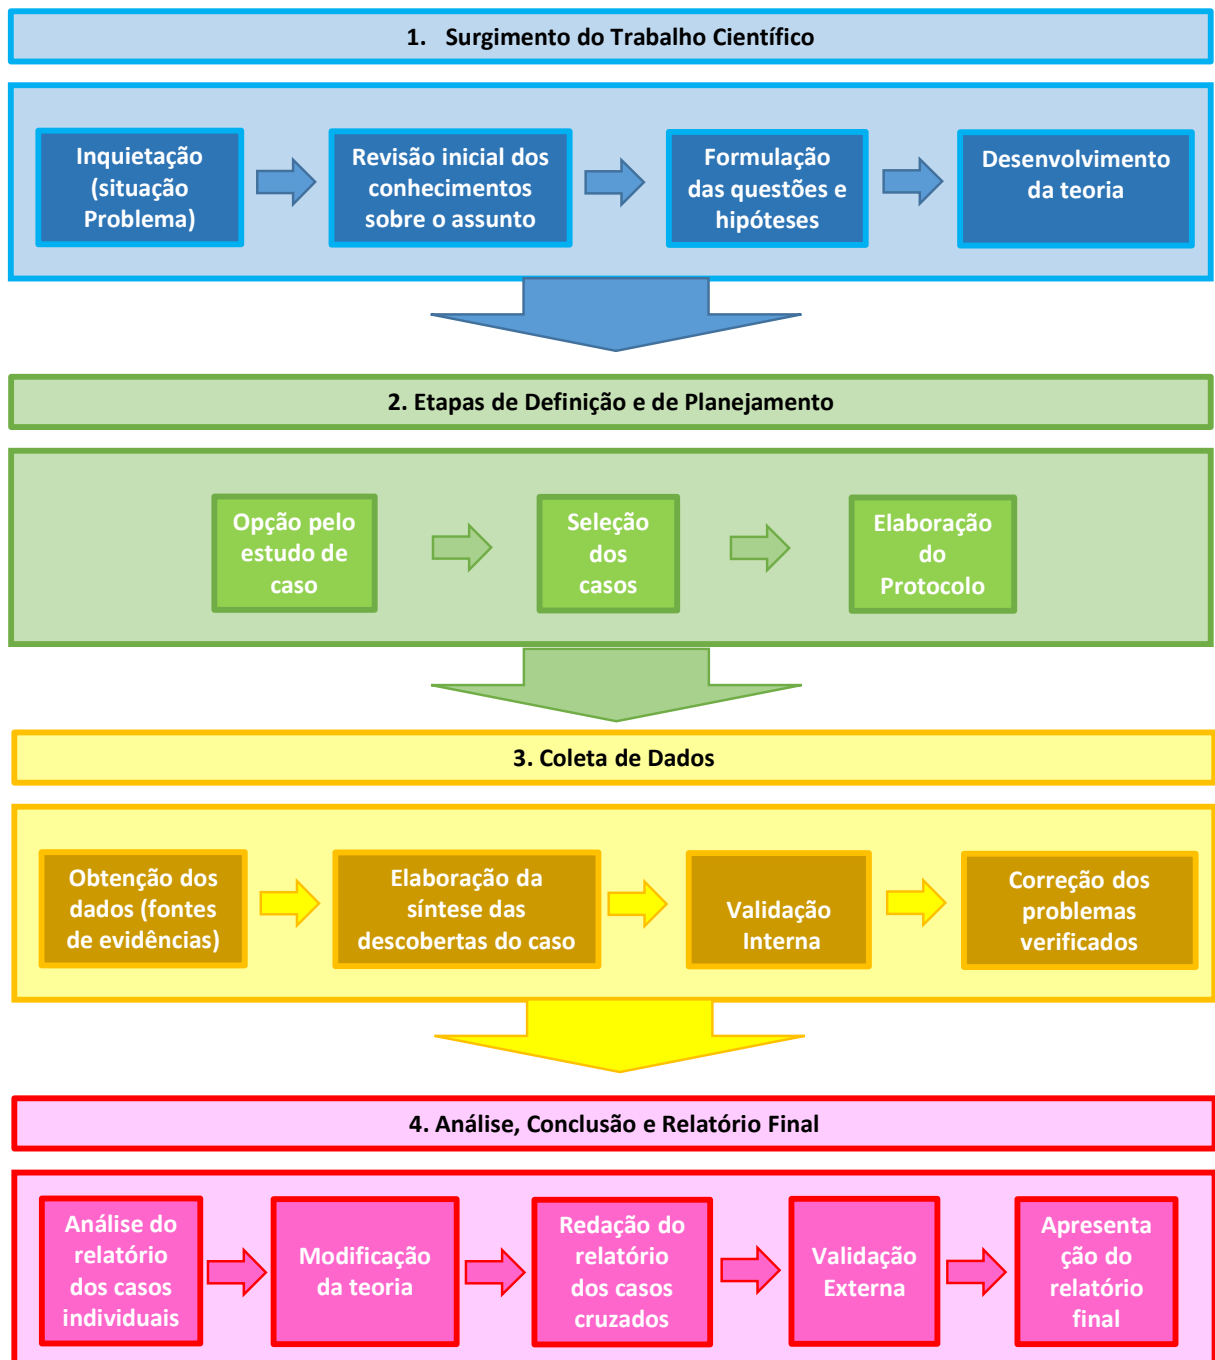 1. Surgimento do Trabalho Científico
Inquietação
(situação
Problema)
Revisão inicial dos
conhecimentos
sobre o assunto
Formulação
das questões e
hipóteses
Desenvolvimento
da teoria
2. Etapas de Definição e de Planejamento
Opção pelo
estudo de
caso
Seleção
dos
casos
Elaboração
do
Protocolo
3. Coleta de Dados
Obtenção dos
dados (fontes
de evidências)
Elaboração da
síntese das
descobertas do caso
Validação
Interna
Correção dos
problemas
verificados
4. Análise, Conclusão e Relatório Final
Análise do
relatório
dos casos
individuais
Modificação
da teoria
Redação do
relatório
dos casos
cruzados
Validação
Externa
Apresenta
ção do
relatório
final